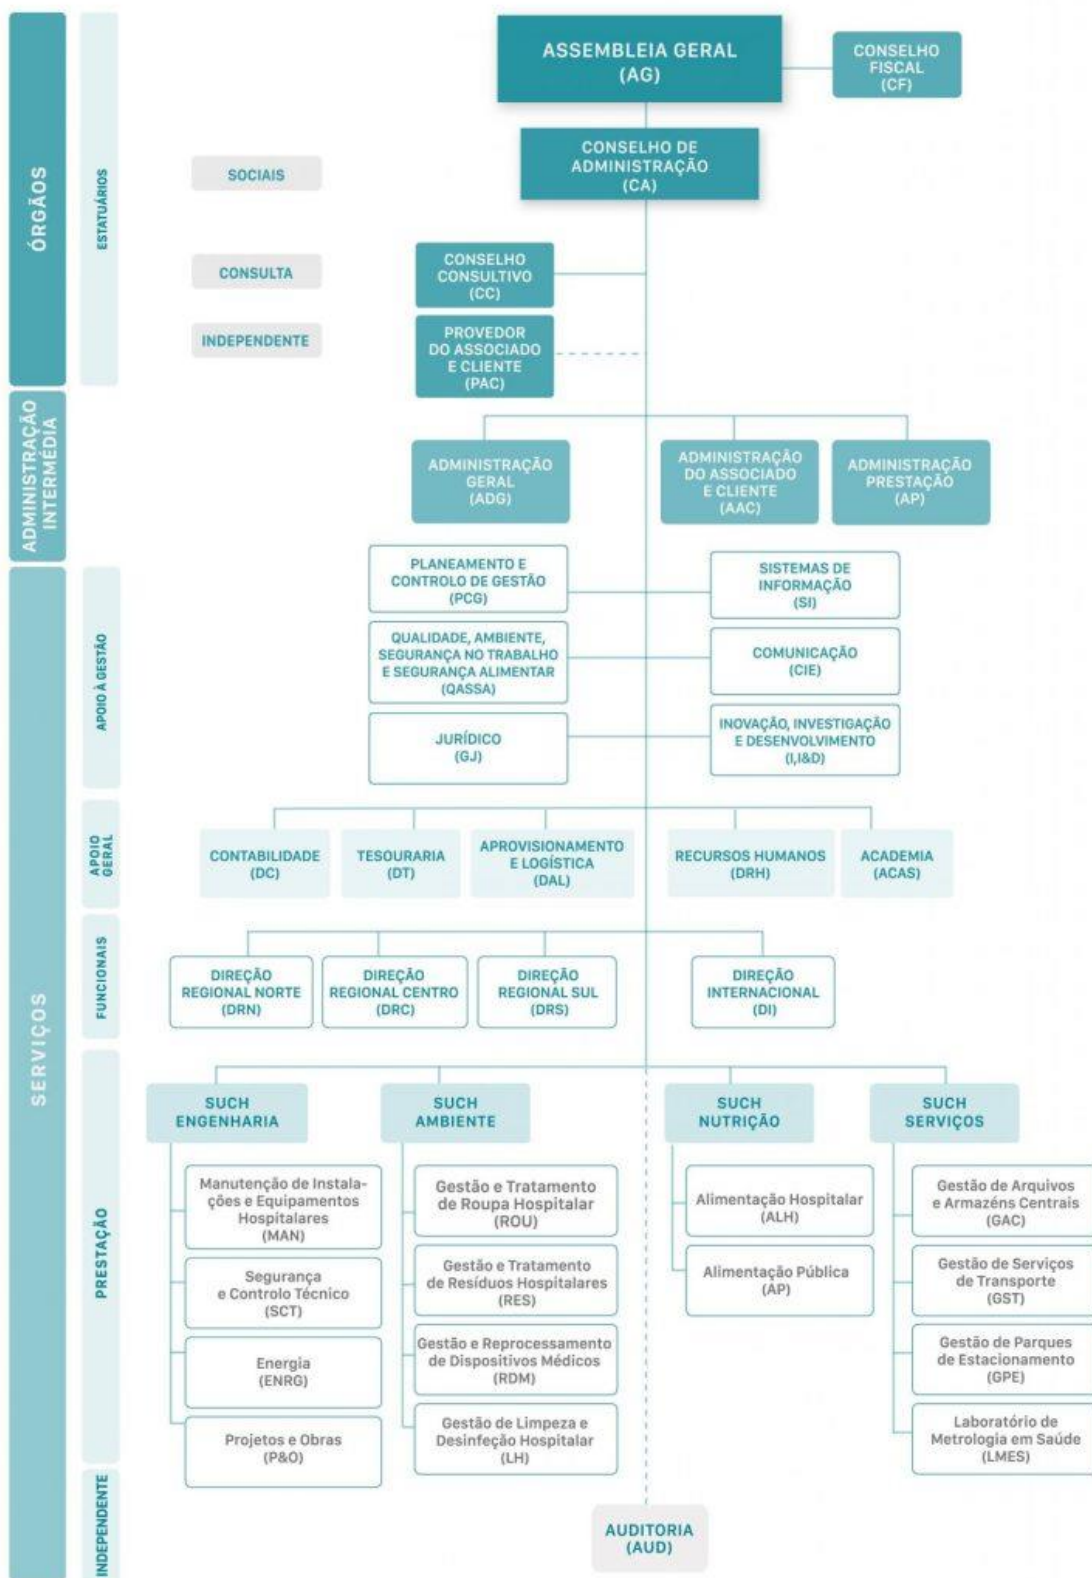 ÓRGÃOS
ESTATUÁRIOS
ASSEMBLEIA GERAL
(AG)
CONSELHO
FISCAL
(CF)
SOCIAIS
CONSELHO DE
ADMINISTRAÇÃO
(CA)
CONSULTA
CONSELHO
CONSULTIVO
(CC)
INDEPENDENTE
PROVEDOR
DO ASSOCIADO
E CLIENTE
(PAC)
ADMINISTRAÇÃO
INTERMÉDIA
ADMINISTRAÇÃO
GERAL
(ADG)
ADMINISTRAÇÃO
DO ASSOCIADO
E CLIENTE
(AAC)
ADMINISTRAÇÃO
PRESTAÇÃO
(AP)
SERVIÇOS
APOIO À GESTÃO
PLANEAMENTO E
CONTROLO DE GESTÃO
(PCG)
SISTEMAS DE
INFORMAÇÃO
(SI)
QUALIDADE, AMBIENTE,
SEGURANÇA NO TRABALHO
E SEGURANÇA ALIMENTAR
(QASSA)
COMUNICAÇÃO
(CIE)
JURÍDICO
(GJ)
INOVAÇÃO, INVESTIGAÇÃO
E DESENVOLVIMENTO
(I,I&D)
APOIO
GERAL
CONTABILIDADE
(DC)
TESOURARIA
(DT)
APROVISIONAMENTO
E LOGÍSTICA
(DAL)
RECURSOS HUMANOS
(DRH)
ACADEMIA
(ACAS)
FUNCIONAIS
DIREÇÃO
REGIONAL NORTE
(DRN)
DIREÇÃO
REGIONAL CENTRO
(DRC)
DIREÇÃO
REGIONAL SUL
(DRS)
DIREÇÃO
INTERNACIONAL
(DI)
PRESTAÇÃO
SUCH
ENGENHARIA
Manutenção de Instala-
ções e Equipamentos
Hospitalares
(MAN)
Segurança
e Controlo Técnico
(SCT)
Energia
(ENRG)
Projetos e Obras
(P&O)
SUCH
AMBIENTE
Gestão e Tratamento
de Roupa Hospitalar
(ROU)
Gestão e Tratamento
de Resíduos Hospitalares
(RES)
Gestão e Reprocessamento
de Dispositivos Médicos
(RDM)
Gestão de Limpeza e
Desinfeção Hospitalar
(LH)
SUCH
NUTRIÇÃO
Alimentação Hospitalar
(ALH)
Alimentação Pública
(AP)
SUCH
SERVIÇOS
Gestão de Arquivos
e Armazéns Centrais
(GAC)
Gestão de Serviços
de Transporte
(GST)
Gestão de Parques
de Estacionamento
(GPE)
Laboratório de
Metrologia em Saúde
(LMES)
INDEPENDENTE
AUDITORIA
(AUD)